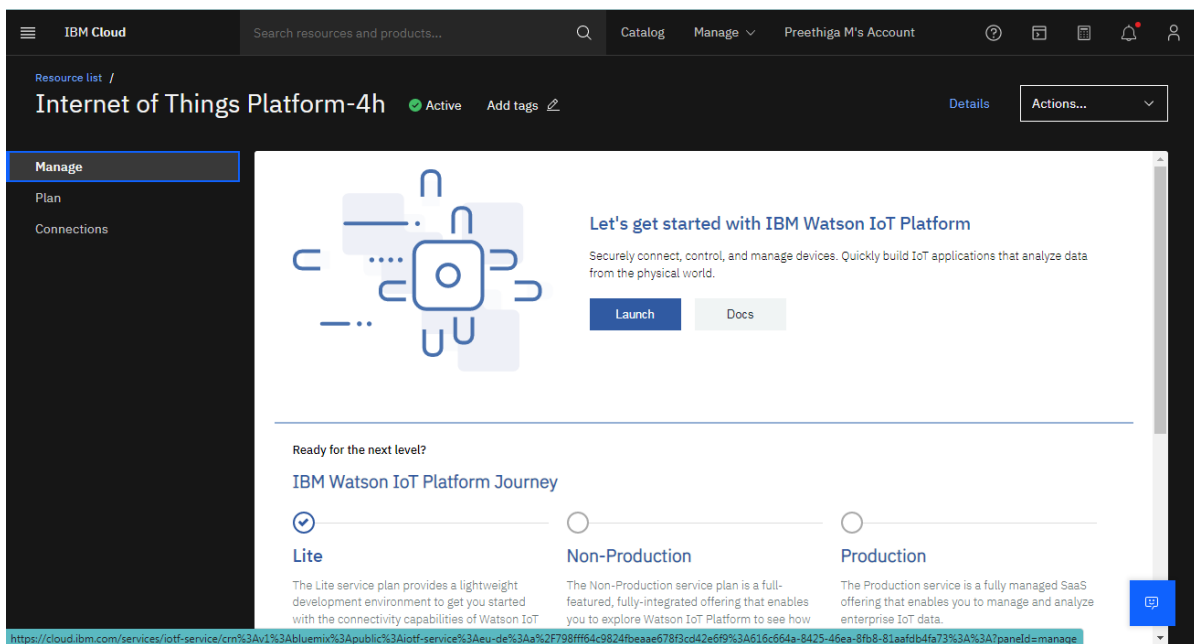 IBM Cloud
Search resources and products...
Catalog
Manage
Preethiga M's Account
Resource list /
Internet of Things Platform-4h
Active
Add tags
Details
Actions...
Manage
Plan
Connections
Let's get started with IBM Watson IoT Platform
Securely connect, control, and manage devices. Quickly build IoT applications that analyze data
from the physical world.
Launch
Docs
Ready for the next level?
IBM Watson IoT Platform Journey
Lite
The Lite service plan provides a lightweight
development environment to get you started
with the connectivity capabilities of Watson IoT
Non-Production
The Non-Production service plan is a full-
featured, fully-integrated offering that enables
you to explore Watson IoT Platform to see how
Production
The Production service is a fully managed SaaS
offering that enables you to manage and analyze
enterprise IoT data.
https://cloud.ibm.com/services/iotf-service/crn%3Av1%3Abluemix%3Apublic%3Aiotf-service%3Aeu-de%3Aa%2F798fff64c9824fbeaae678f3cd42e6f9%3A616c664a-8425-46ea-8fb8-81aafdb4fa73%3A%3A?paneId=manage